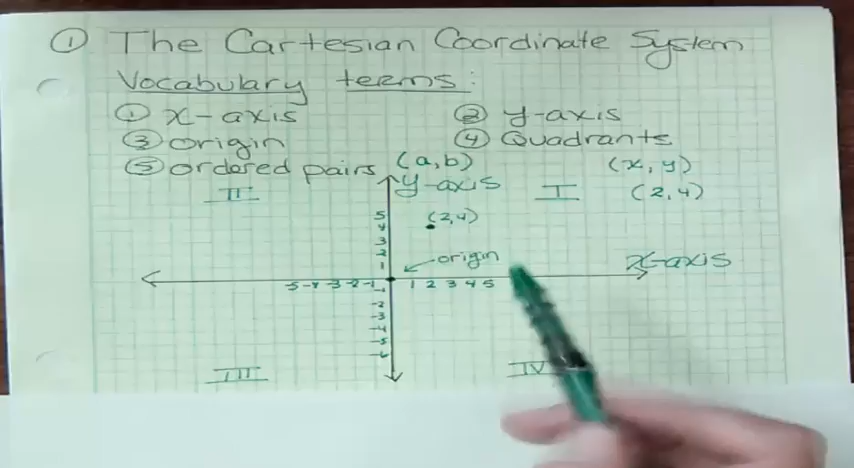 ① The Cartesian Coordinate System
Vocabulary terms:
① x-axis ② y-axis
③ origin ④ Quadrants
⑤ ordered pairs (a, b) (x, y)
II y-axis I (2, 4)
(2,4)
5
4
3
2
1
origin x-axis
-5 -4 -3 -2 -1 1 2 3 4 5
-1
-2
-3
-4
-5
-6
III IV